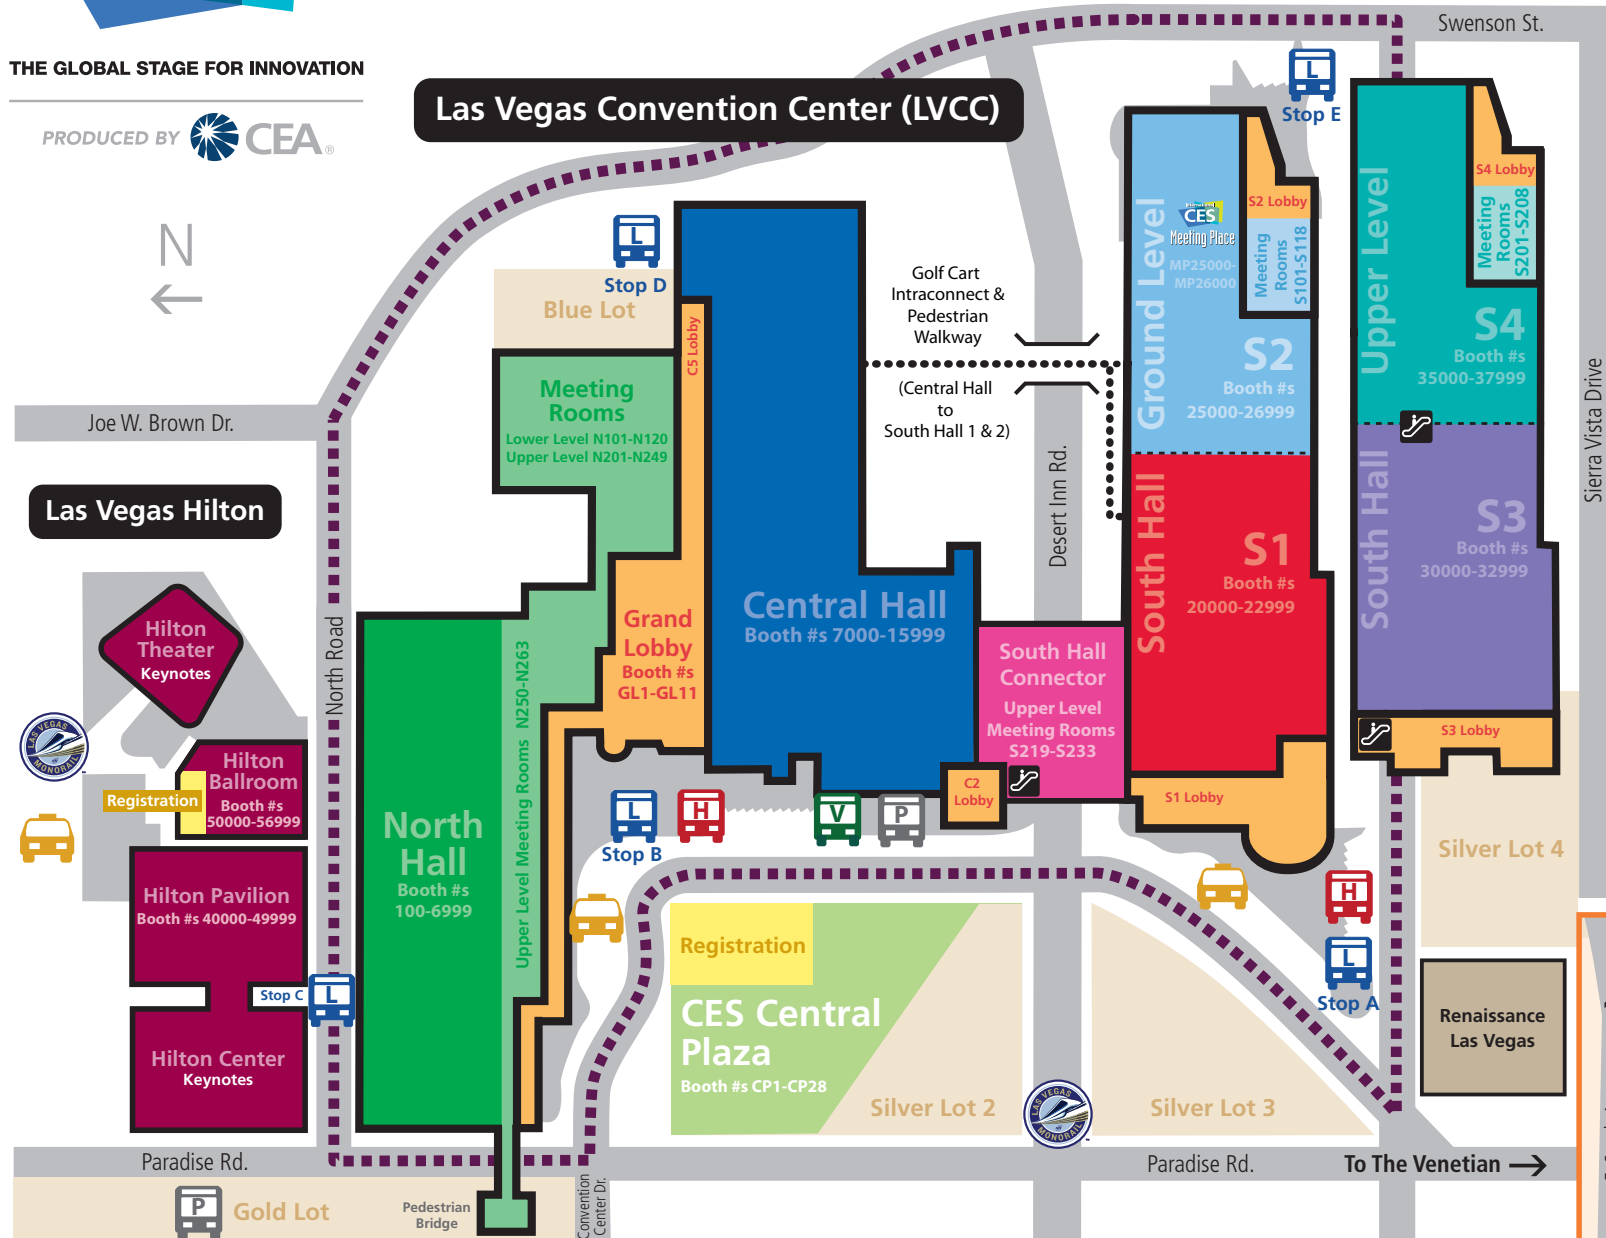 THE GLOBAL STAGE FOR INNOVATION
PRODUCED BY CEA®
Las Vegas Convention Center (LVCC)
Swenson St.
L
Stop E
N
L
Stop D
Blue Lot
C5 Lobby
Meeting
Rooms
Lower Level N101-N120
Upper Level N201-N249
Golf Cart
Intraconnect &
Pedestrian
Walkway
(Central Hall
to
South Hall 1 & 2)
Desert Inn Rd.
Ground Level
South Hall
International
CES
Meeting Place
MP25000-
MP26000
S2 Lobby
Meeting
Rooms
S101-S118
S2
Booth #s
25000-26999
S1
Booth #s
20000-22999
S1 Lobby
Upper Level
South Hall
S4 Lobby
Meeting
Rooms
S201-S208
S4
Booth #s
35000-37999
S3
Booth #s
30000-32999
S3 Lobby
Sierra Vista Drive
Joe W. Brown Dr.
Las Vegas Hilton
Hilton
Theater
Keynotes
LAS VEGAS
MONORAIL
Hilton
Ballroom
Booth #s
50000-56999
Registration
Hilton Pavilion
Booth #s 40000-49999
Stop C
L
Hilton Center
Keynotes
North Road
North
Hall
Booth #s
100-6999
Upper Level Meeting Rooms N250-N263
Grand
Lobby
Booth #s
GL1-GL11
Central Hall
Booth #s 7000-15999
South Hall
Connector
Upper Level
Meeting Rooms
S219-S233
C2
Lobby
L
Stop B
H
V
P
H
L
Stop A
Registration
CES Central
Plaza
Booth #s CP1-CP28
Silver Lot 2
LAS VEGAS
MONORAIL
Silver Lot 3
Silver Lot 4
Renaissance
Las Vegas
Paradise Rd.
Paradise Rd.
To The Venetian
P
Gold Lot
Pedestrian
Bridge
Convention
Center Dr.